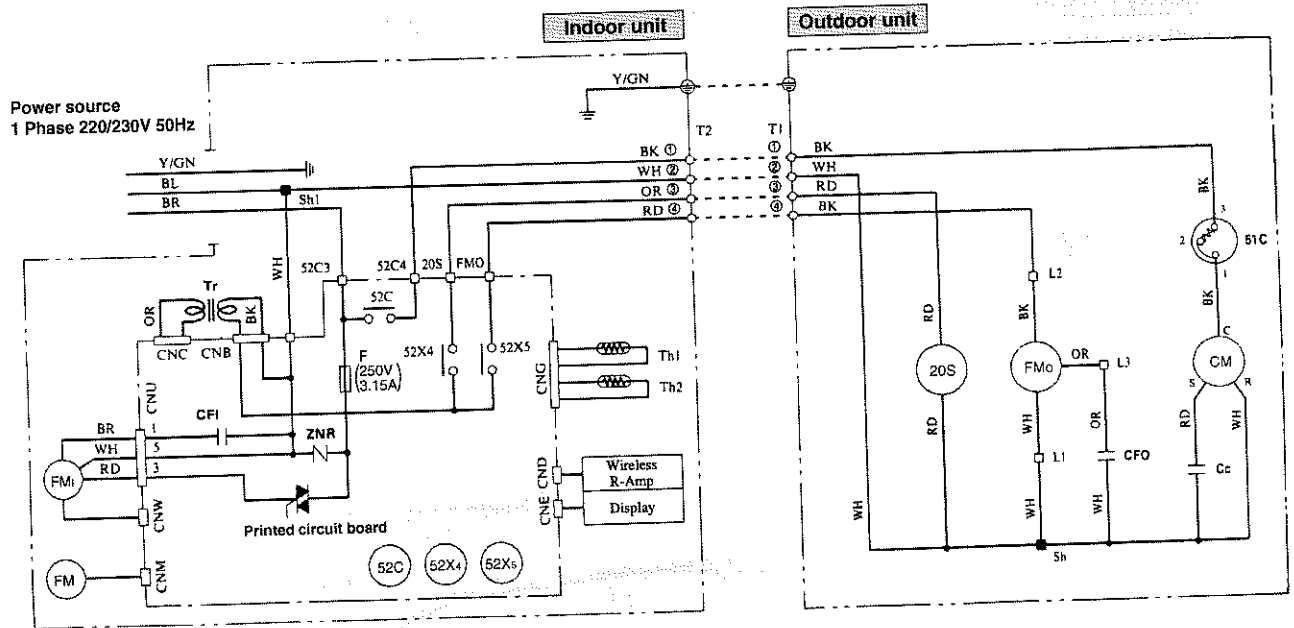 Indoor unit
Outdoor unit
Power source
1 Phase 220/230V 50Hz
Y/GN
T2
T1
Y/GN
BL
BR
Sh1
BK ①
WH ②
OR ③
RD ④
①
②
③
④
BK
WH
RD
BK
BK
3
2
51C
1
BK
WH
52C3
52C4
20S
FMO
52C
Tr
OR
BK
CNC
CNB
F
(250V
3.15A)
52X4
52X5
CNG
Th1
Th2
CNU
CFI
BR
1
WH
5
RD
3
ZNR
FMI
CNW
Printed circuit board
CND
CNE
Wireless
R-Amp
Display
FM
CNM
52C
52X4
52X5
L2
RD
BK
20S
FMo
OR
L3
C
CM
S
R
RD
WH
OR
RD
WH
L1
CFO
Cc
WH
WH
WH
Sh